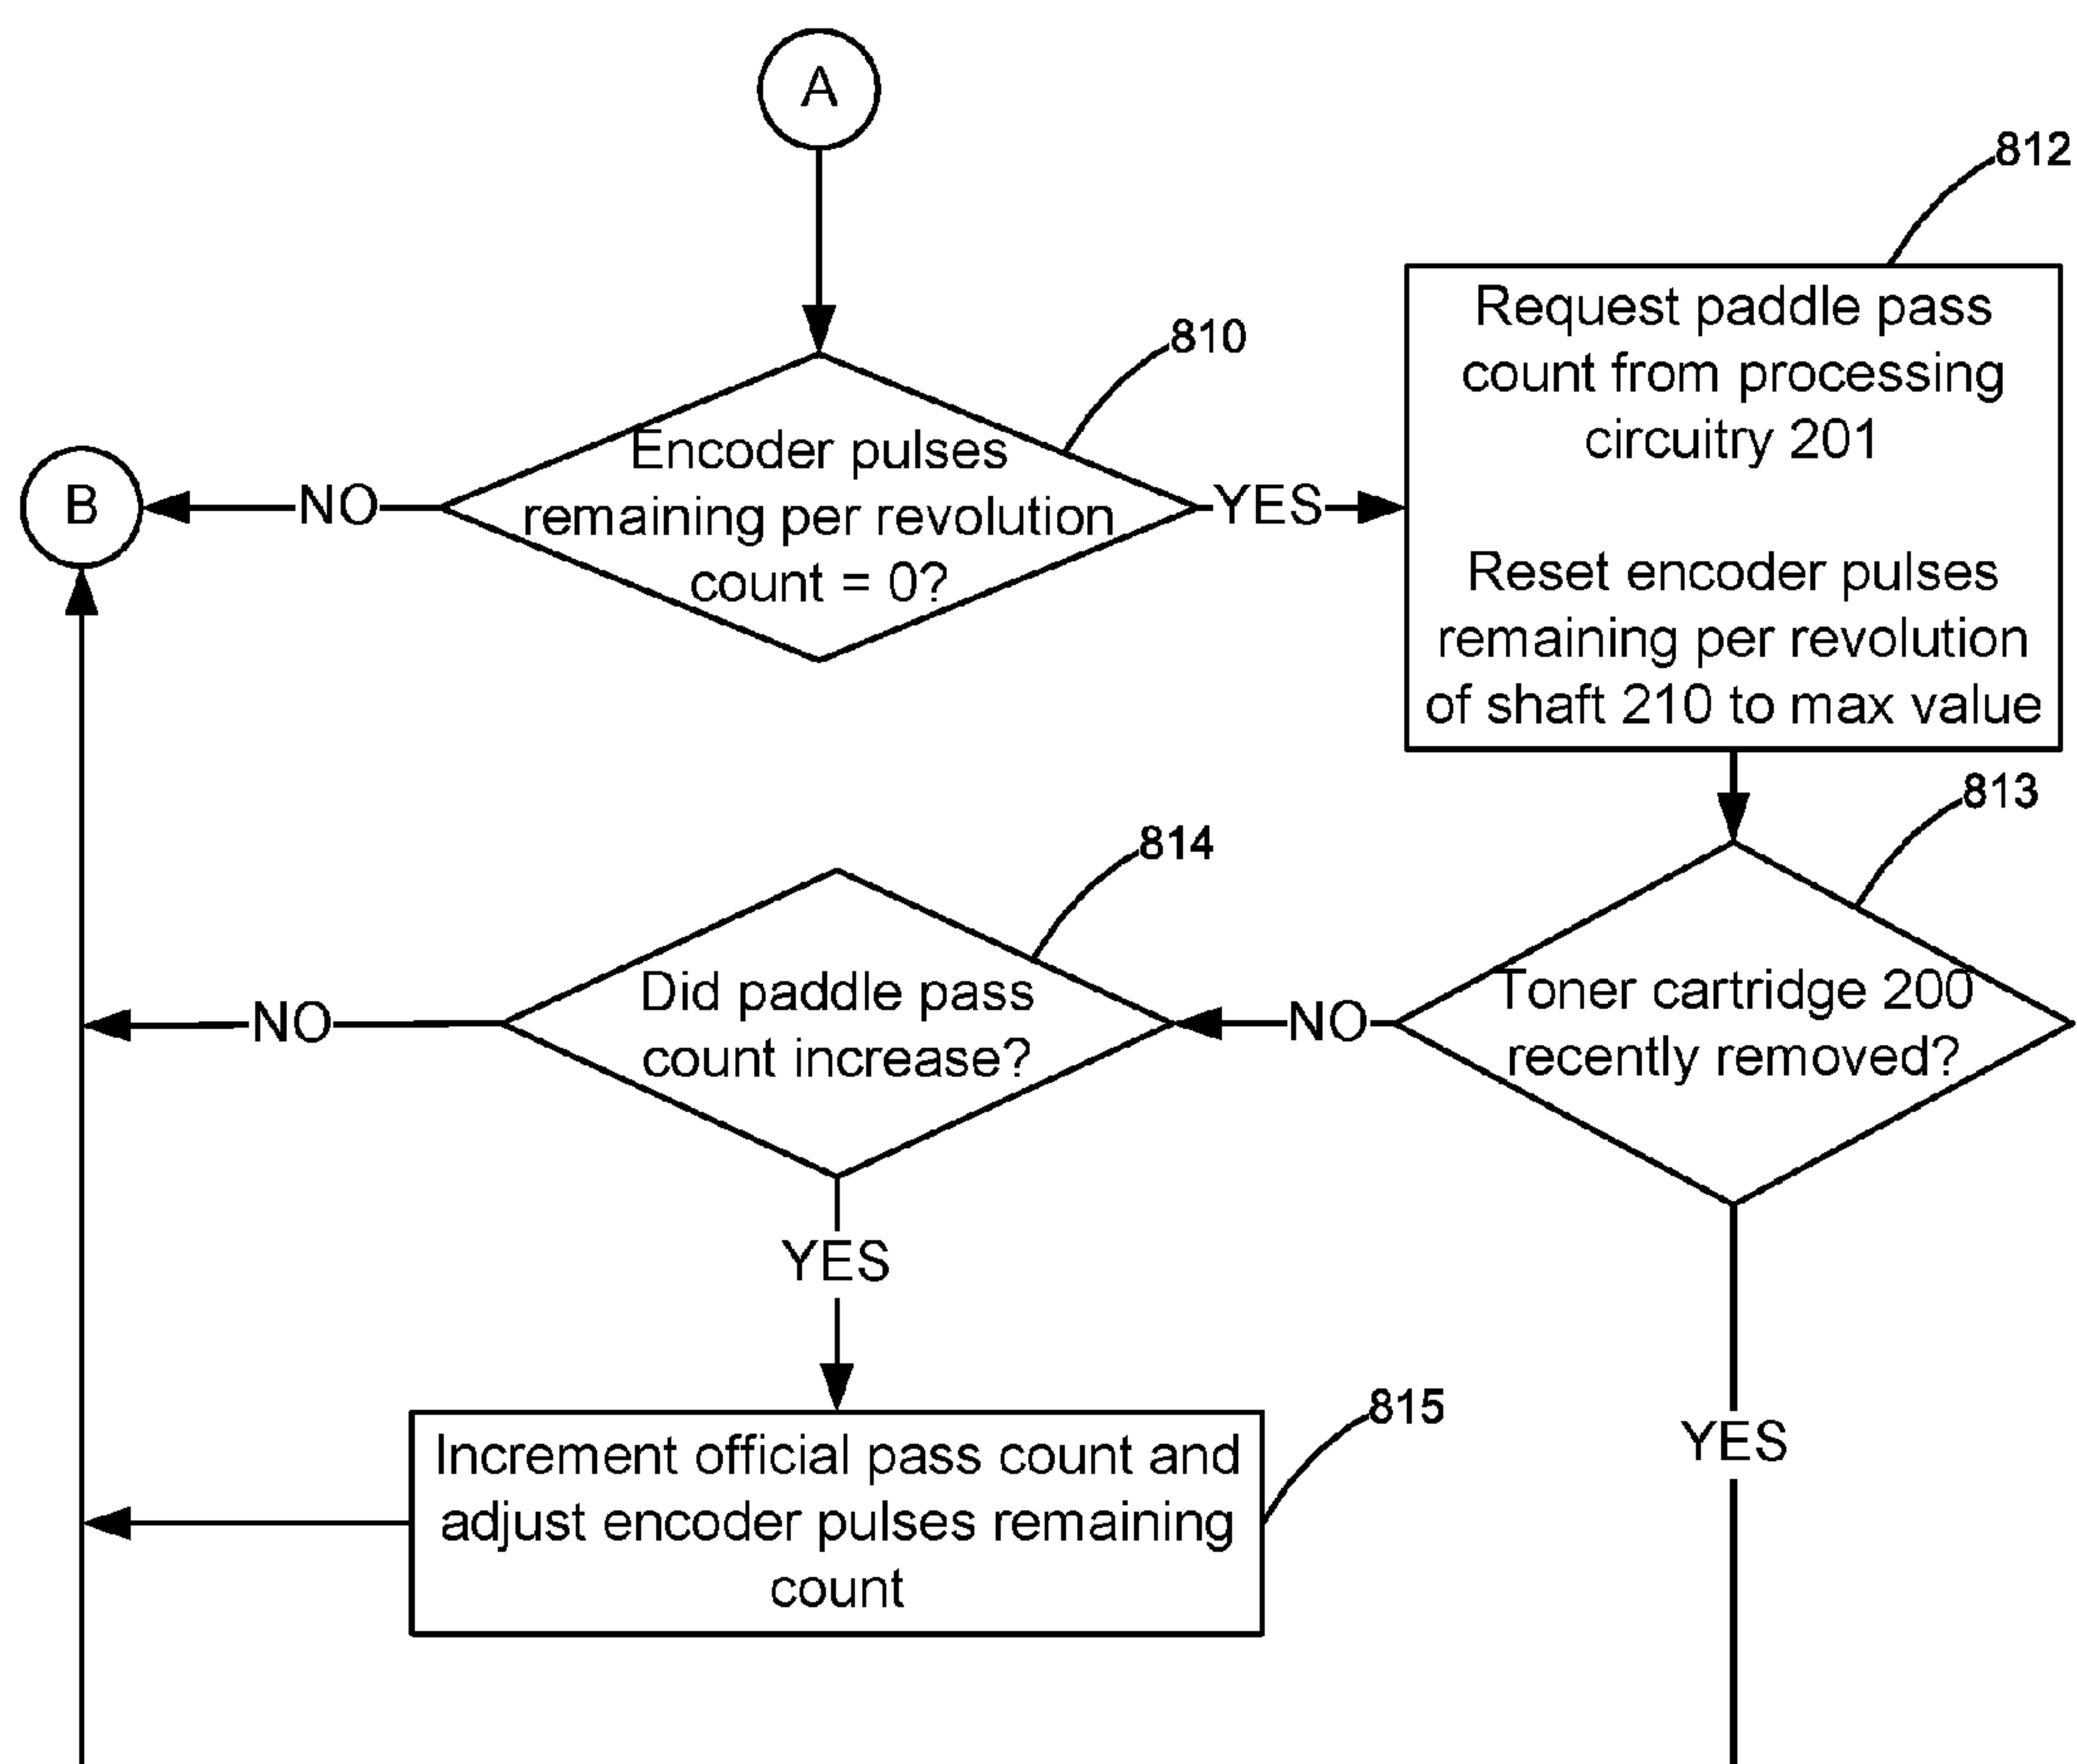 A
812
810
Request paddle pass
count from processing
circuitry 201
Reset encoder pulses
remaining per revolution
of shaft 210 to max value
Encoder pulses
remaining per revolution
count = 0?
B
NO
YES
813
814
Toner cartridge 200
recently removed?
NO
Did paddle pass
count increase?
NO
YES
815
Increment official pass count and
adjust encoder pulses remaining
count
YES